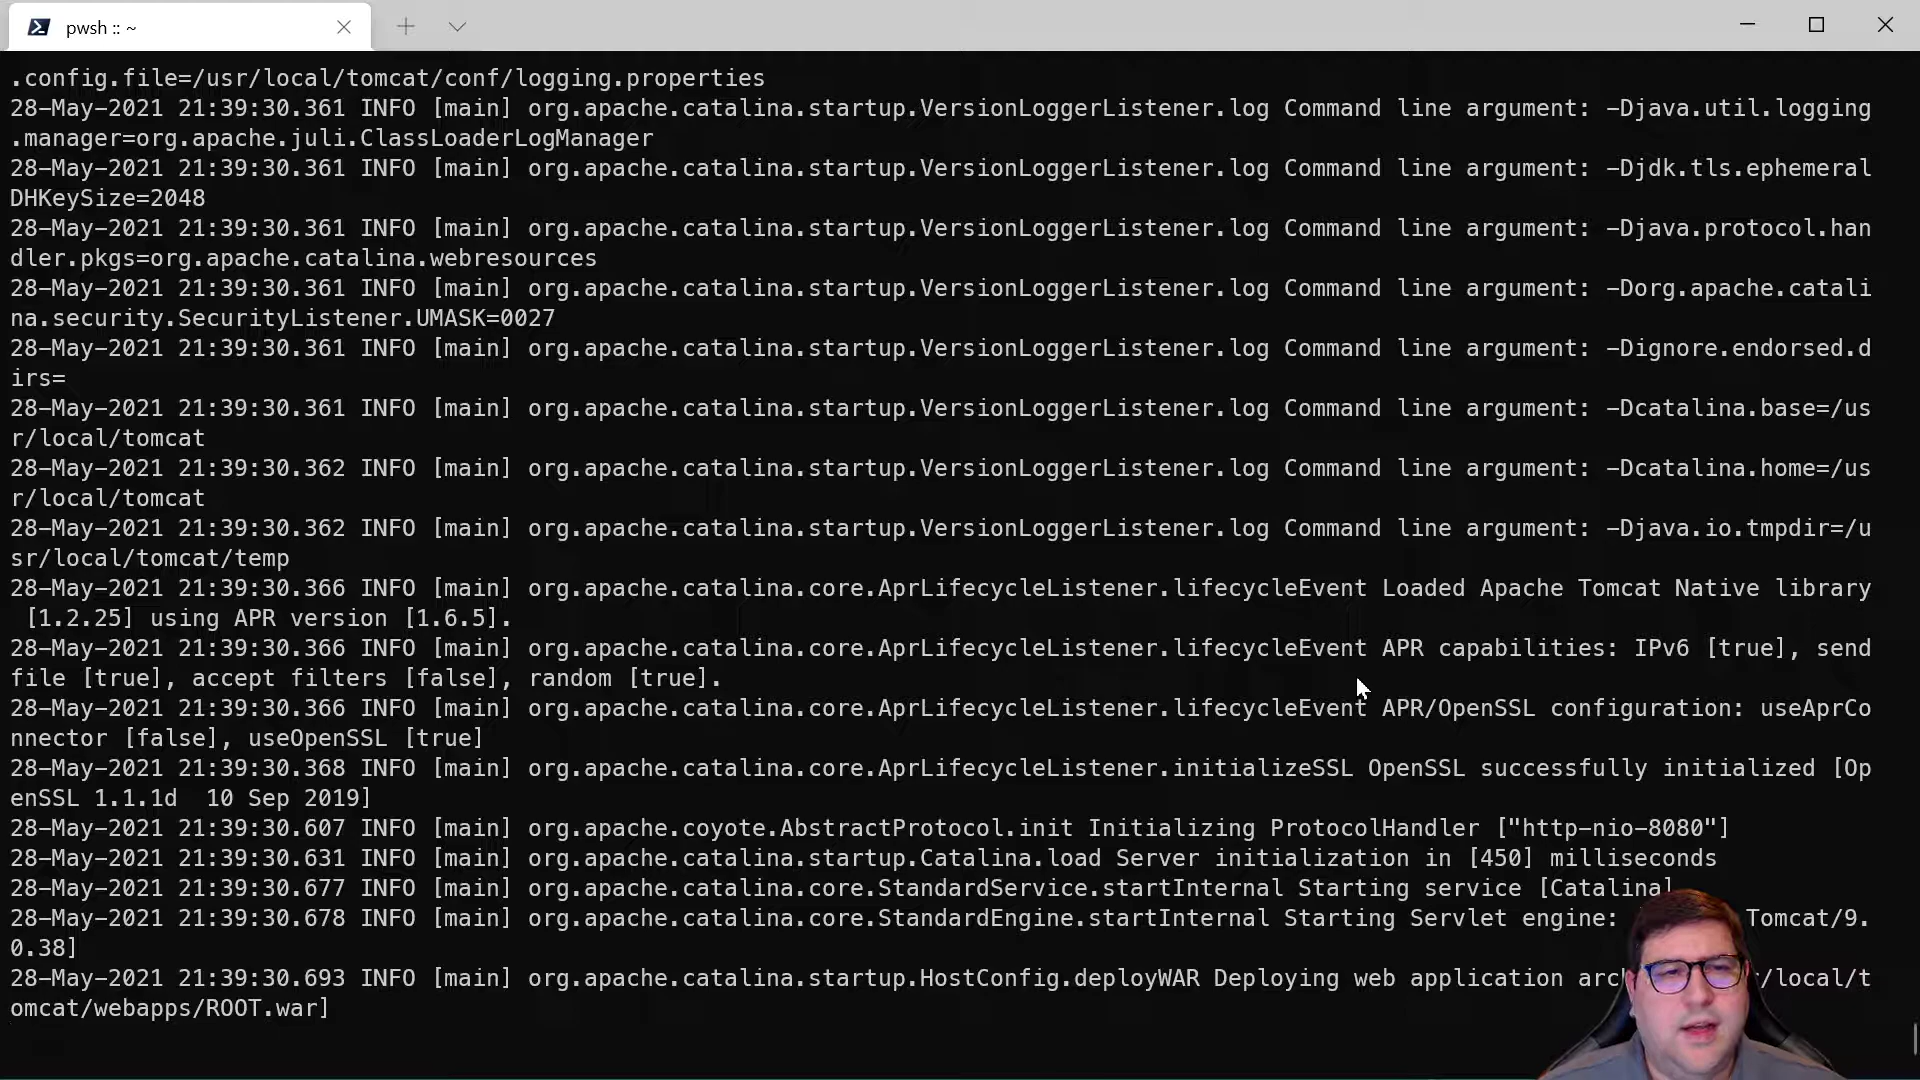 pwsh :: ~
.config.file=/usr/local/tomcat/conf/logging.properties
28-May-2021 21:39:30.361 INFO [main] org.apache.catalina.startup.VersionLoggerListener.log Command line argument: -Djava.util.logging
.manager=org.apache.juli.ClassLoaderLogManager
28-May-2021 21:39:30.361 INFO [main] org.apache.catalina.startup.VersionLoggerListener.log Command line argument: -Djdk.tls.ephemeral
DHKeySize=2048
28-May-2021 21:39:30.361 INFO [main] org.apache.catalina.startup.VersionLoggerListener.log Command line argument: -Djava.protocol.han
dler.pkgs=org.apache.catalina.webresources
28-May-2021 21:39:30.361 INFO [main] org.apache.catalina.startup.VersionLoggerListener.log Command line argument: -Dorg.apache.catali
na.security.SecurityListener.UMASK=0027
28-May-2021 21:39:30.361 INFO [main] org.apache.catalina.startup.VersionLoggerListener.log Command line argument: -Dignore.endorsed.d
irs=
28-May-2021 21:39:30.361 INFO [main] org.apache.catalina.startup.VersionLoggerListener.log Command line argument: -Dcatalina.base=/us
r/local/tomcat
28-May-2021 21:39:30.362 INFO [main] org.apache.catalina.startup.VersionLoggerListener.log Command line argument: -Dcatalina.home=/us
r/local/tomcat
28-May-2021 21:39:30.362 INFO [main] org.apache.catalina.startup.VersionLoggerListener.log Command line argument: -Djava.io.tmpdir=/u
sr/local/tomcat/temp
28-May-2021 21:39:30.366 INFO [main] org.apache.catalina.core.AprLifecycleListener.lifecycleEvent Loaded Apache Tomcat Native library
[1.2.25] using APR version [1.6.5].
28-May-2021 21:39:30.366 INFO [main] org.apache.catalina.core.AprLifecycleListener.lifecycleEvent APR capabilities: IPv6 [true], send
file [true], accept filters [false], random [true].
28-May-2021 21:39:30.366 INFO [main] org.apache.catalina.core.AprLifecycleListener.lifecycleEvent APR/OpenSSL configuration: useAprCo
nnector [false], useOpenSSL [true]
28-May-2021 21:39:30.368 INFO [main] org.apache.catalina.core.AprLifecycleListener.initializeSSL OpenSSL successfully initialized [Op
enSSL 1.1.1d  10 Sep 2019]
28-May-2021 21:39:30.607 INFO [main] org.apache.coyote.AbstractProtocol.init Initializing ProtocolHandler ["http-nio-8080"]
28-May-2021 21:39:30.631 INFO [main] org.apache.catalina.startup.Catalina.load Server initialization in [450] milliseconds
28-May-2021 21:39:30.677 INFO [main] org.apache.catalina.core.StandardService.startInternal Starting service [Catalina]
28-May-2021 21:39:30.678 INFO [main] org.apache.catalina.core.StandardEngine.startInternal Starting Servlet engine: Tomcat/9.
0.38]
28-May-2021 21:39:30.693 INFO [main] org.apache.catalina.startup.HostConfig.deployWAR Deploying web application arc r/local/t
omcat/webapps/ROOT.war]